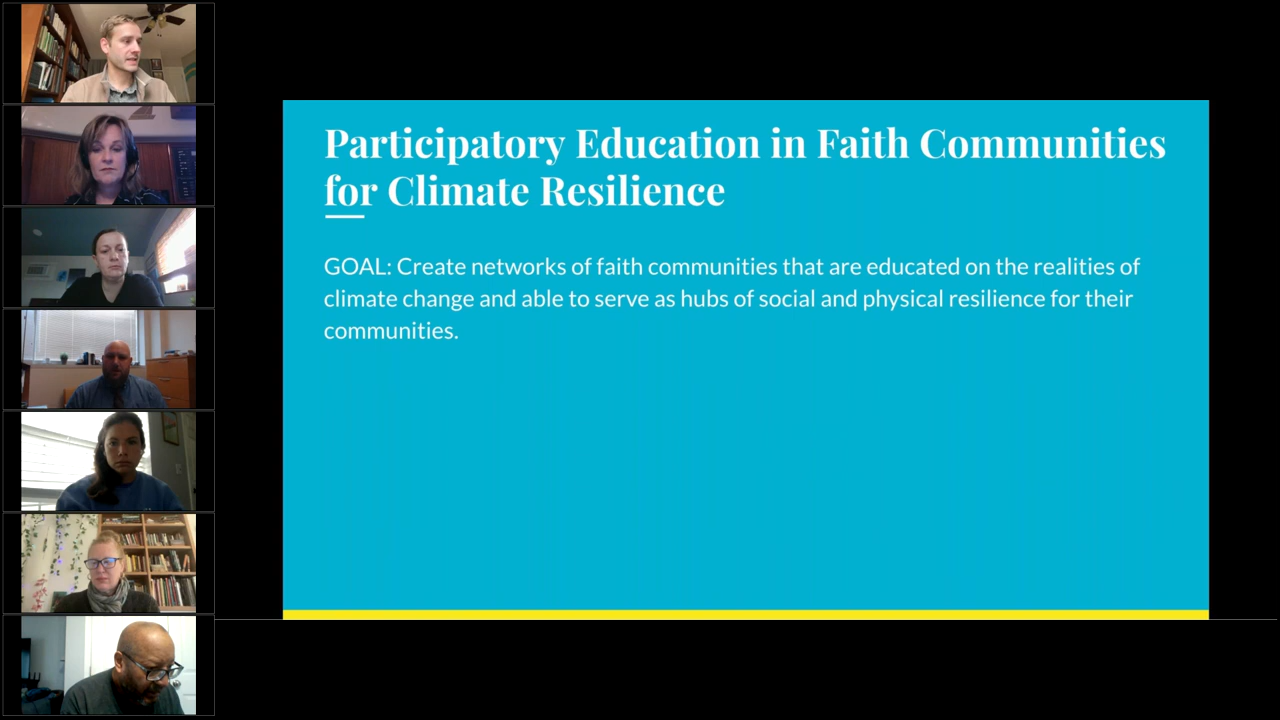 Participatory Education in Faith Communities
for Climate Resilience
GOAL: Create networks of faith communities that are educated on the realities of
climate change and able to serve as hubs of social and physical resilience for their
communities.